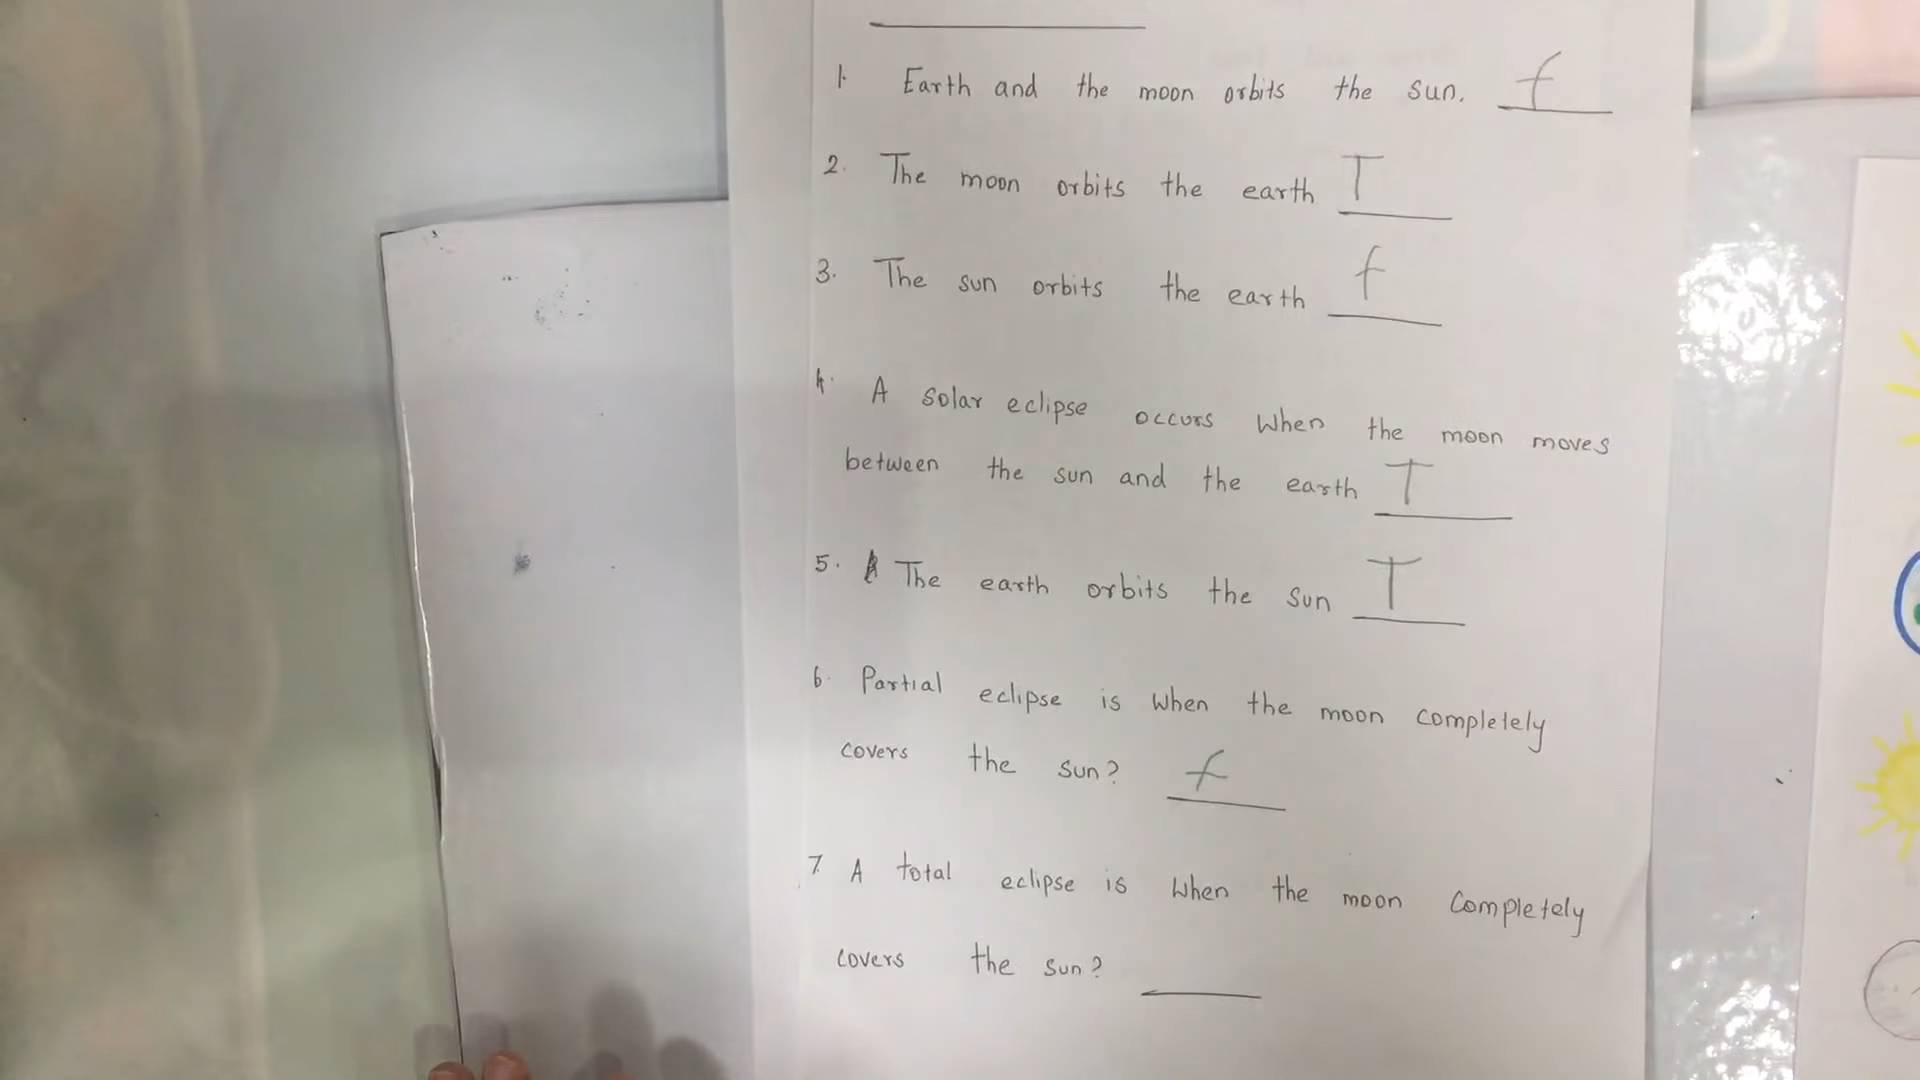 1. Earth and the moon orbits the sun. f
2. The moon orbits the earth T
3. The sun orbits the earth f
4. A solar eclipse occurs when the moon moves
between the sun and the earth T
5. The earth orbits the sun T
6. Partial eclipse is when the moon completely
covers the sun? f
7. A total eclipse is when the moon completely
covers the sun?